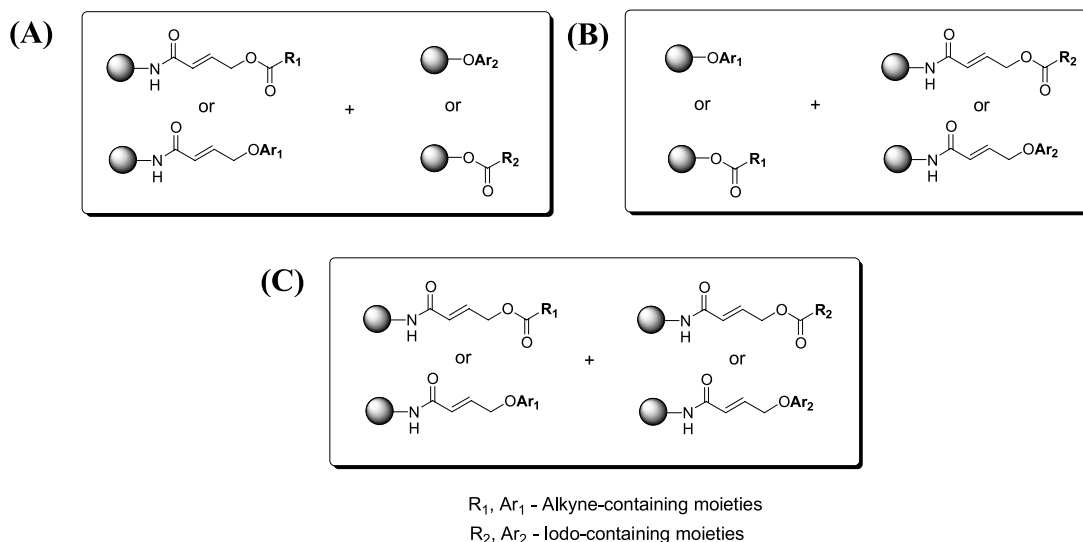 (A)
O
N
H
O
O
R₁
or
O
N
H
OAr₁
+
OAr₂
or
O
R₂
O
(B)
OAr₁
or
O
R₁
O
+
O
N
H
O
O
R₂
or
O
N
H
OAr₂
(C)
O
N
H
O
O
R₁
or
O
N
H
OAr₁
+
O
N
H
O
O
R₂
or
O
N
H
OAr₂
R₁, Ar₁ - Alkyne-containing moieties
R₂, Ar₂ - Iodo-containing moieties